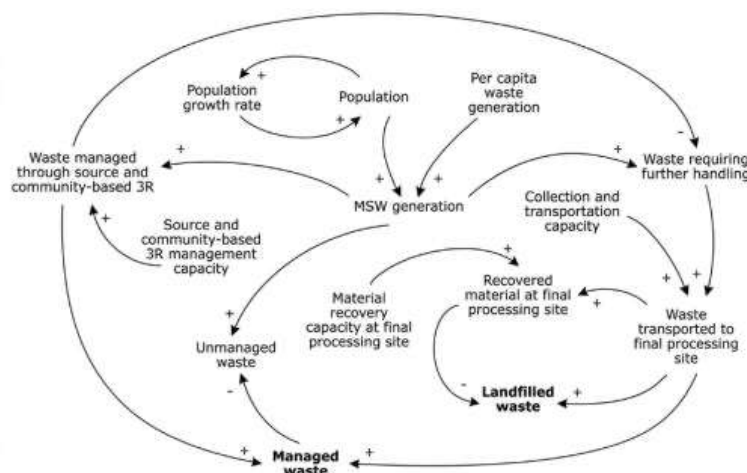 +
Population
growth rate
+
Population
Per capita
waste
generation
-
Waste managed
through source and
community-based 3R
+
+
+
+
Waste requiring
further handling
MSW generation
+
Source and
community-based
3R management
capacity
Collection and
transportation
capacity
+
Recovered
material at final
processing site
+
+
+
Material
recovery
capacity at final
processing site
Waste
transported to
final processing
site
+
Unmanaged
waste
-
-
Landfilled
waste
+
+
Managed
waste
+